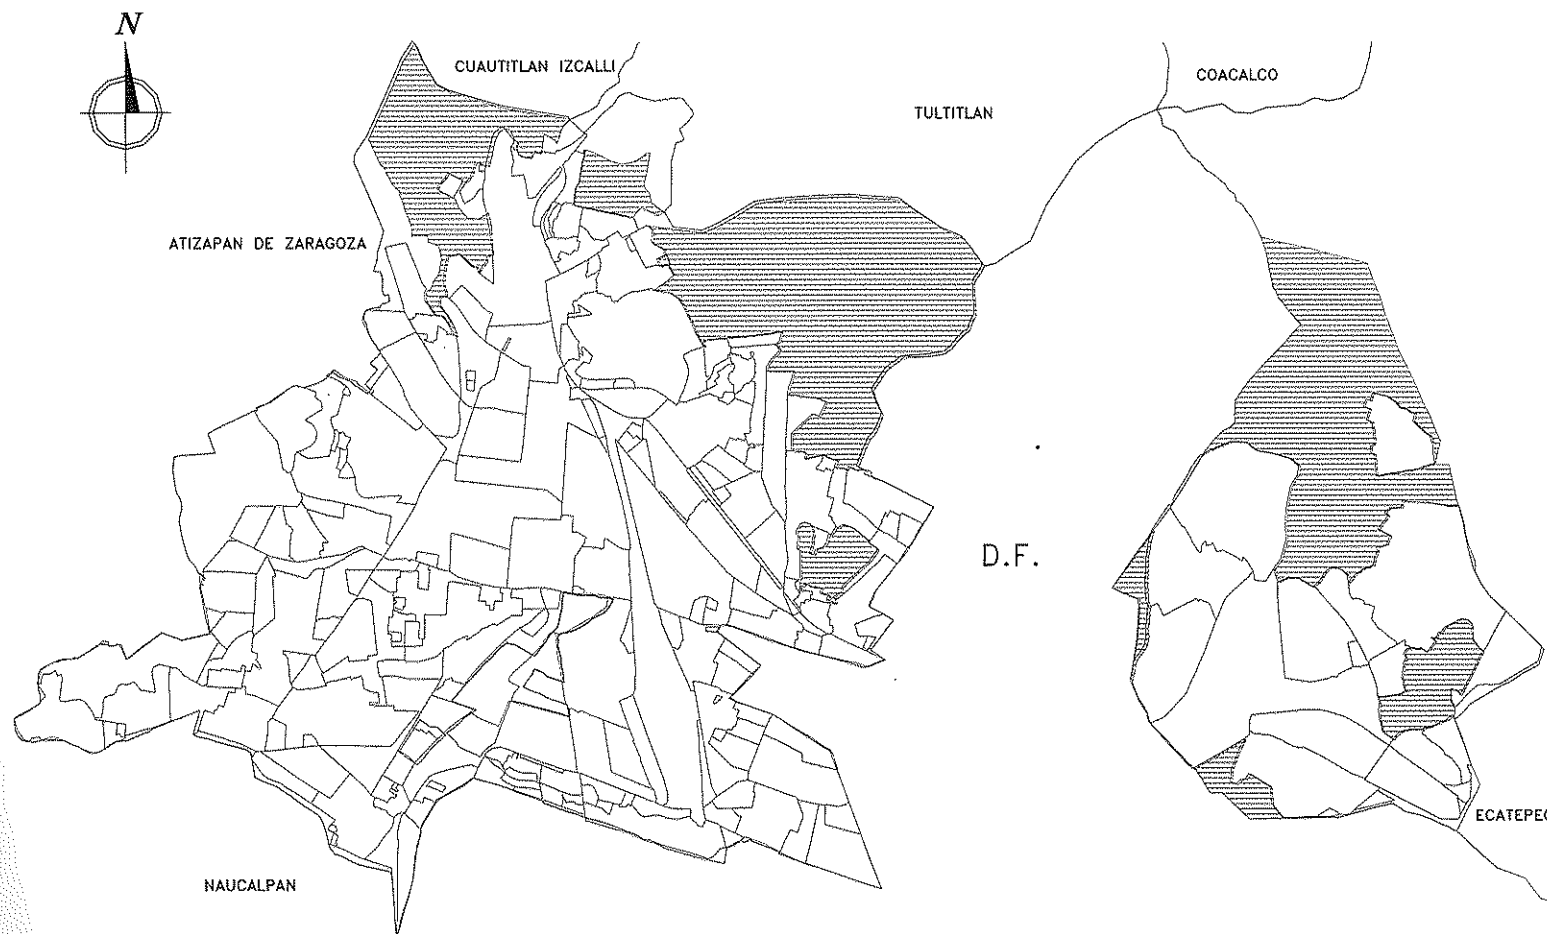 N
CUAUTITLAN IZCALLI
COACALCO
TULTITLAN
ATIZAPAN DE ZARAGOZA
D.F.
ECATEPEC
NAUCALPAN